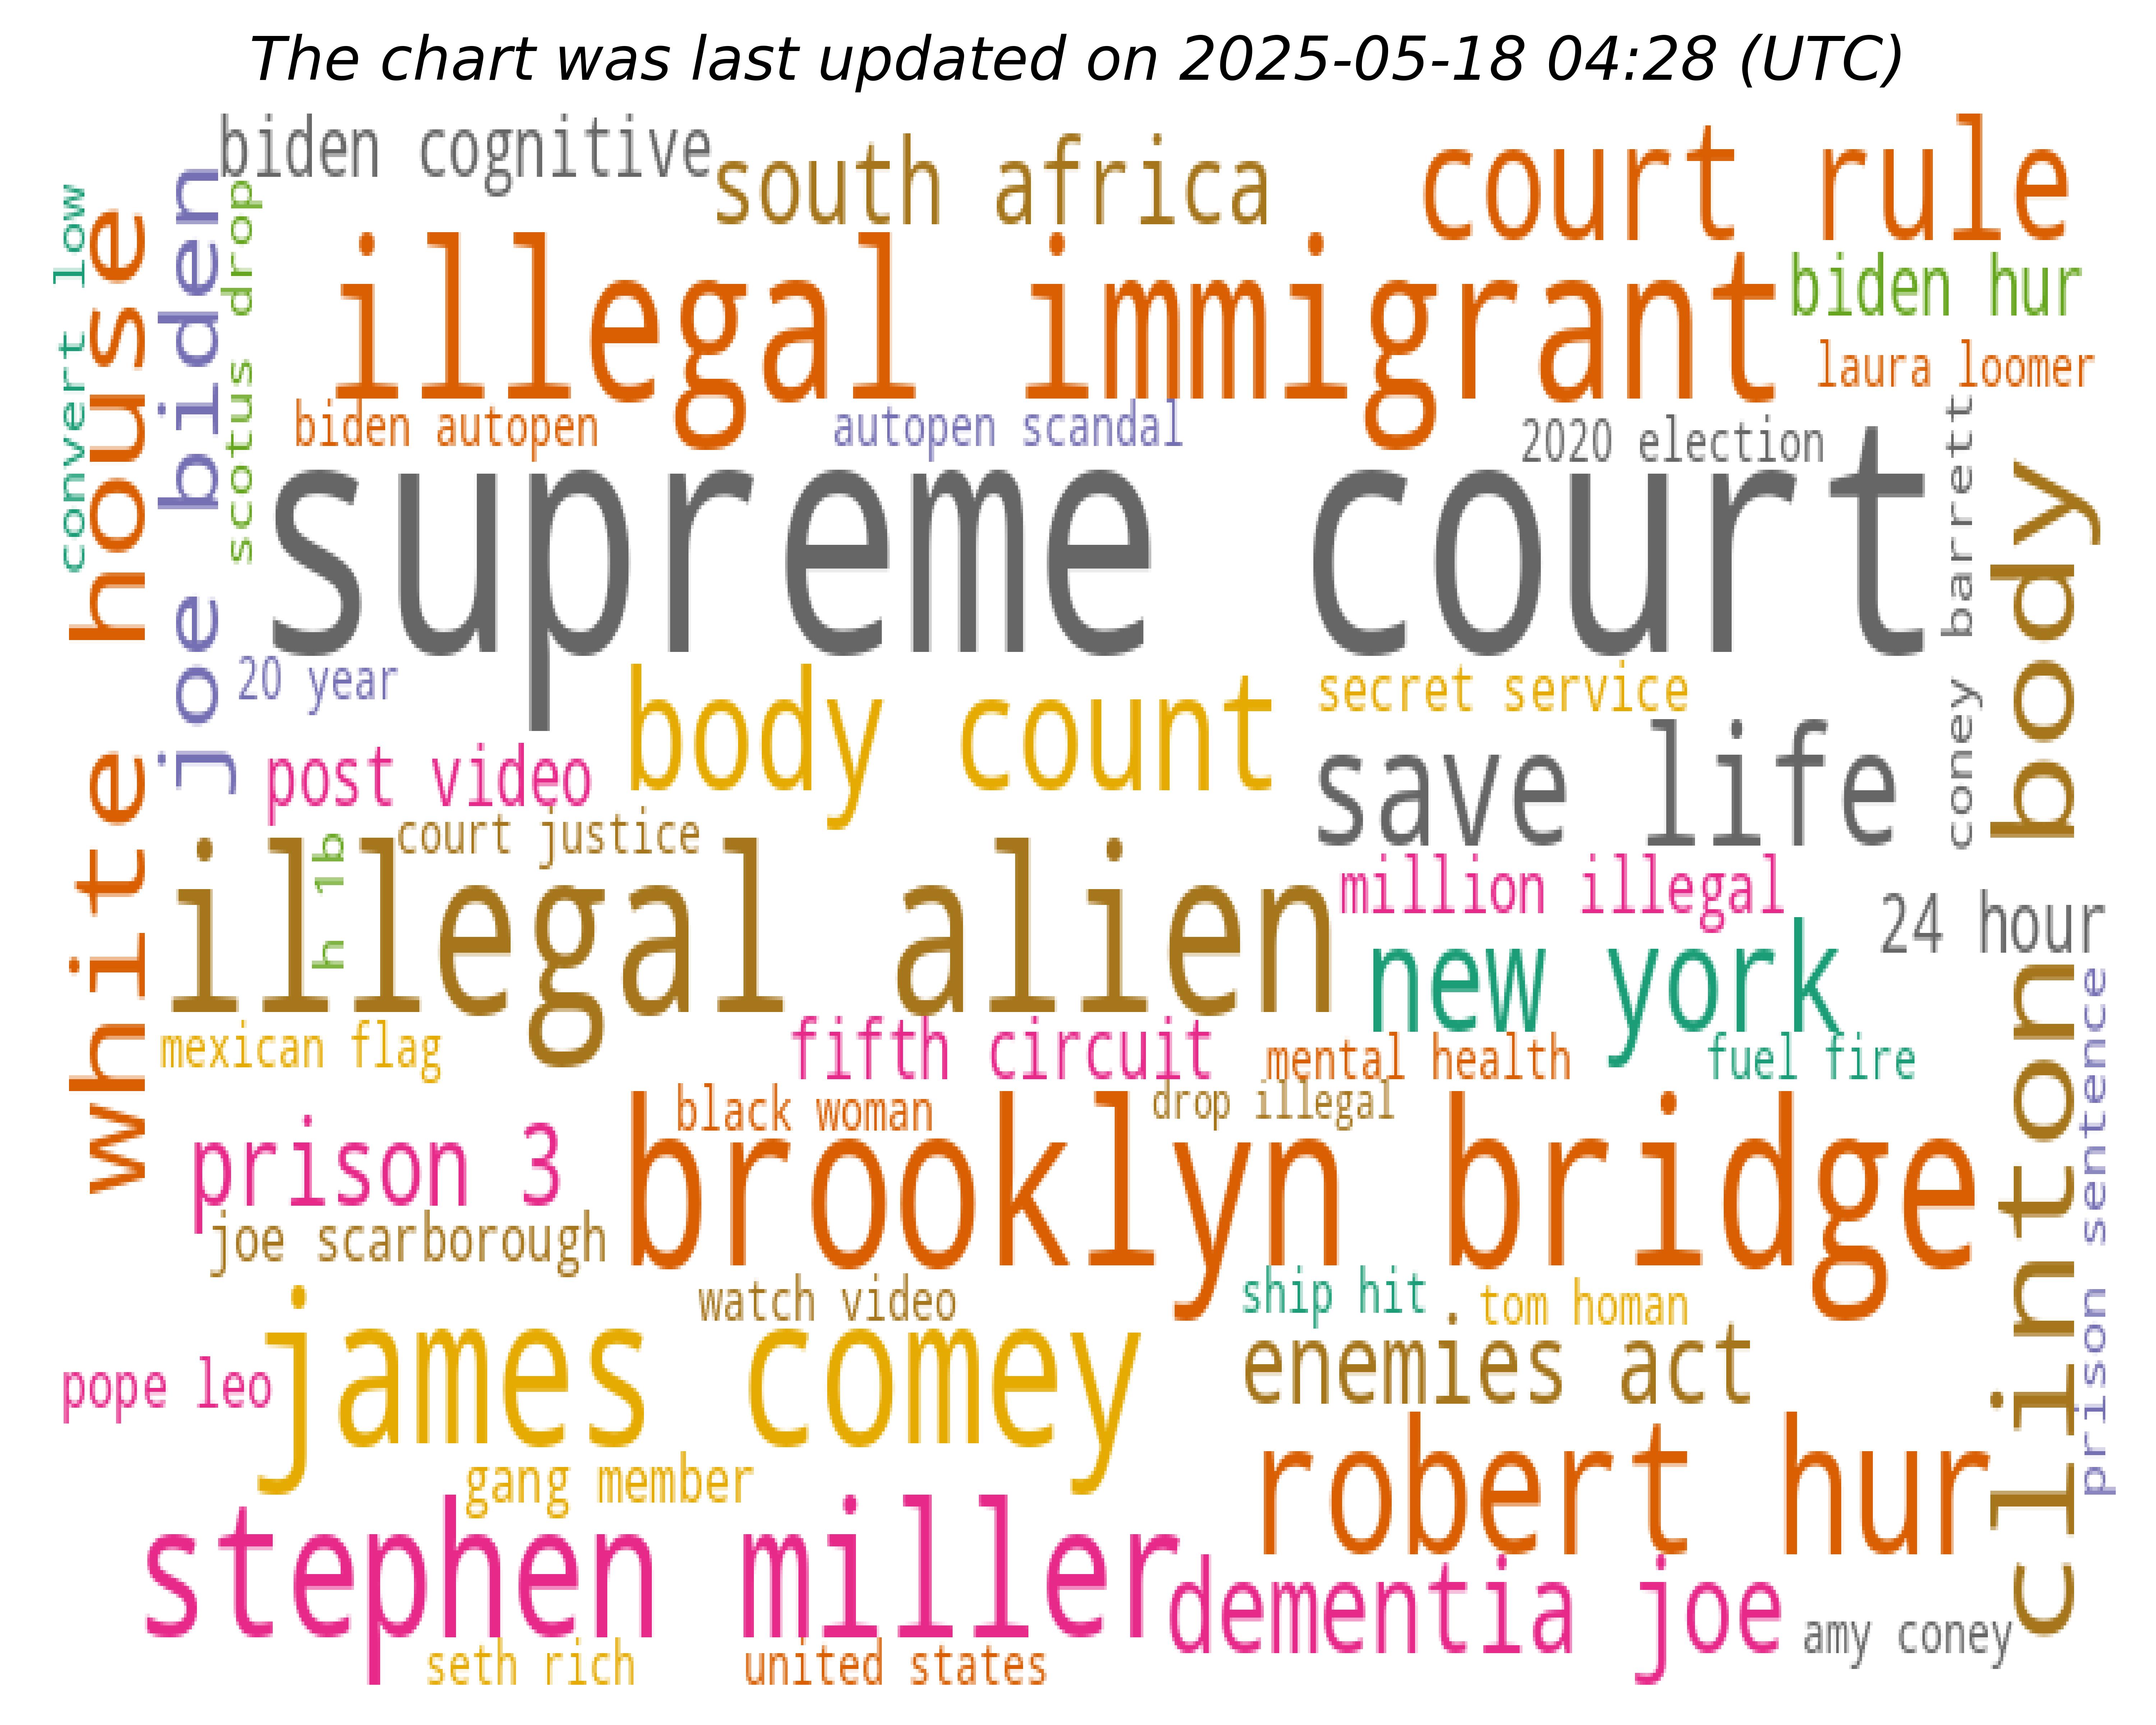 The chart was last updated on 2025-05-18 04:28 (UTC)
biden cognitive
south africa
court rule
convert low
white house
joe biden
scotus drop
illegal immigrant
biden hur
laura loomer
biden autopen
autopen scandal
2020 election
supreme court
coney barrett
clinton body
20 year
body count
secret service
post video
save life
court justice
h 1b
illegal alien
million illegal
24 hour
new york
mexican flag
fifth circuit
mental health
fuel fire
prison sentence
black woman
drop illegal
prison 3
brooklyn bridge
joe scarborough
watch video
ship hit
tom homan
james comey
enemies act
pope leo
gang member
robert hur
stephen miller
dementia joe
amy coney
seth rich
united states